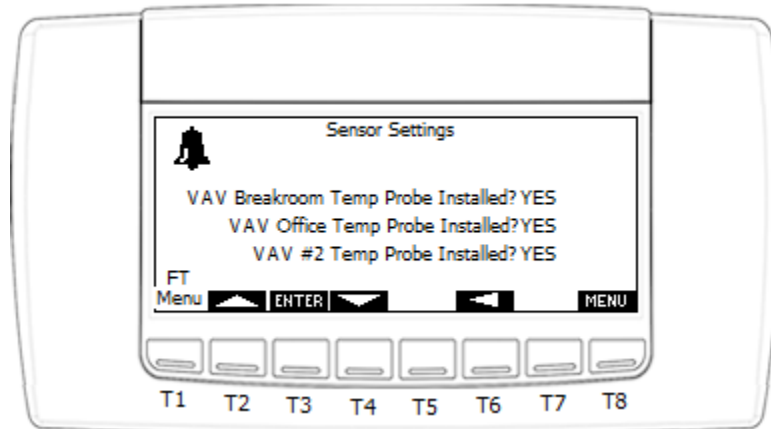 Sensor Settings
VAV Breakroom Temp Probe Installed? YES
VAV Office Temp Probe Installed? YES
VAV #2 Temp Probe Installed? YES
FT
Menu ENTER MENU
T1 T2 T3 T4 T5 T6 T7 T8